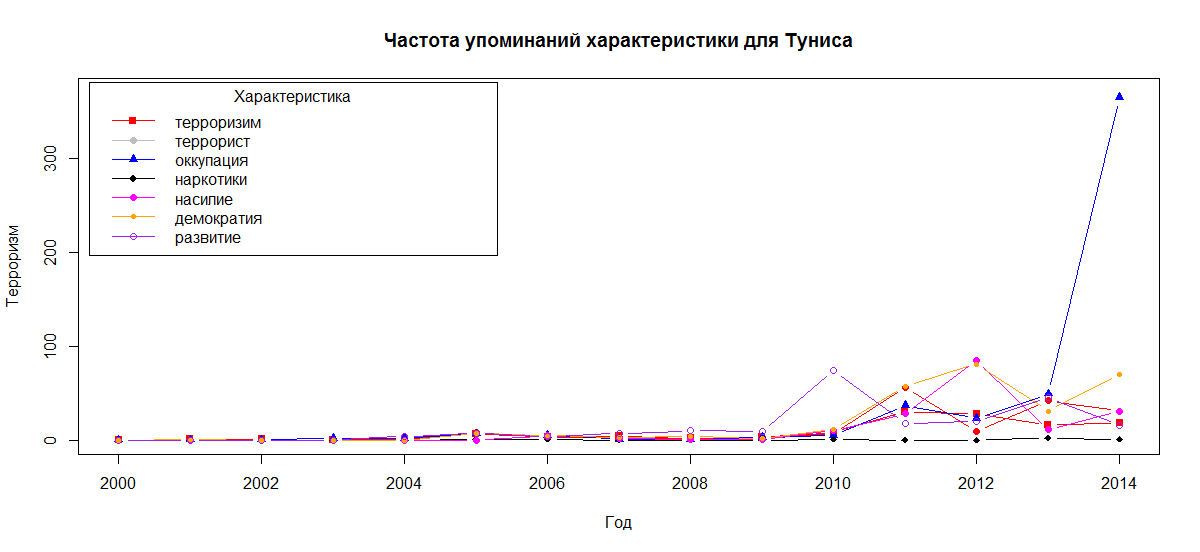 Частота упоминаний характеристики для Туниса
Характеристика
терроризим
террорист
оккупация
наркотики
насилие
демократия
развитие
Терроризм
300
200
100
0
2000 2002 2004 2006 2008 2010 2012 2014
Год